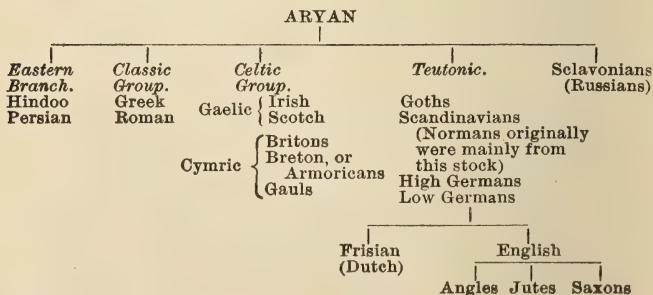 ARYAN
Eastern Branch.
Hindoo
Persian
Classic Group.
Greek
Roman
Celtic Group.
Gaelic { Irish
Scotch
Cymric { Britons
Breton, or
Armoricans
Gauls
Teutonic.
Goths
Scandinavians
(Normans originally
were mainly from
this stock)
High Germans
Low Germans
Sclavonians
(Russians)
Frisian
(Dutch)
English
Angles Jutes Saxons